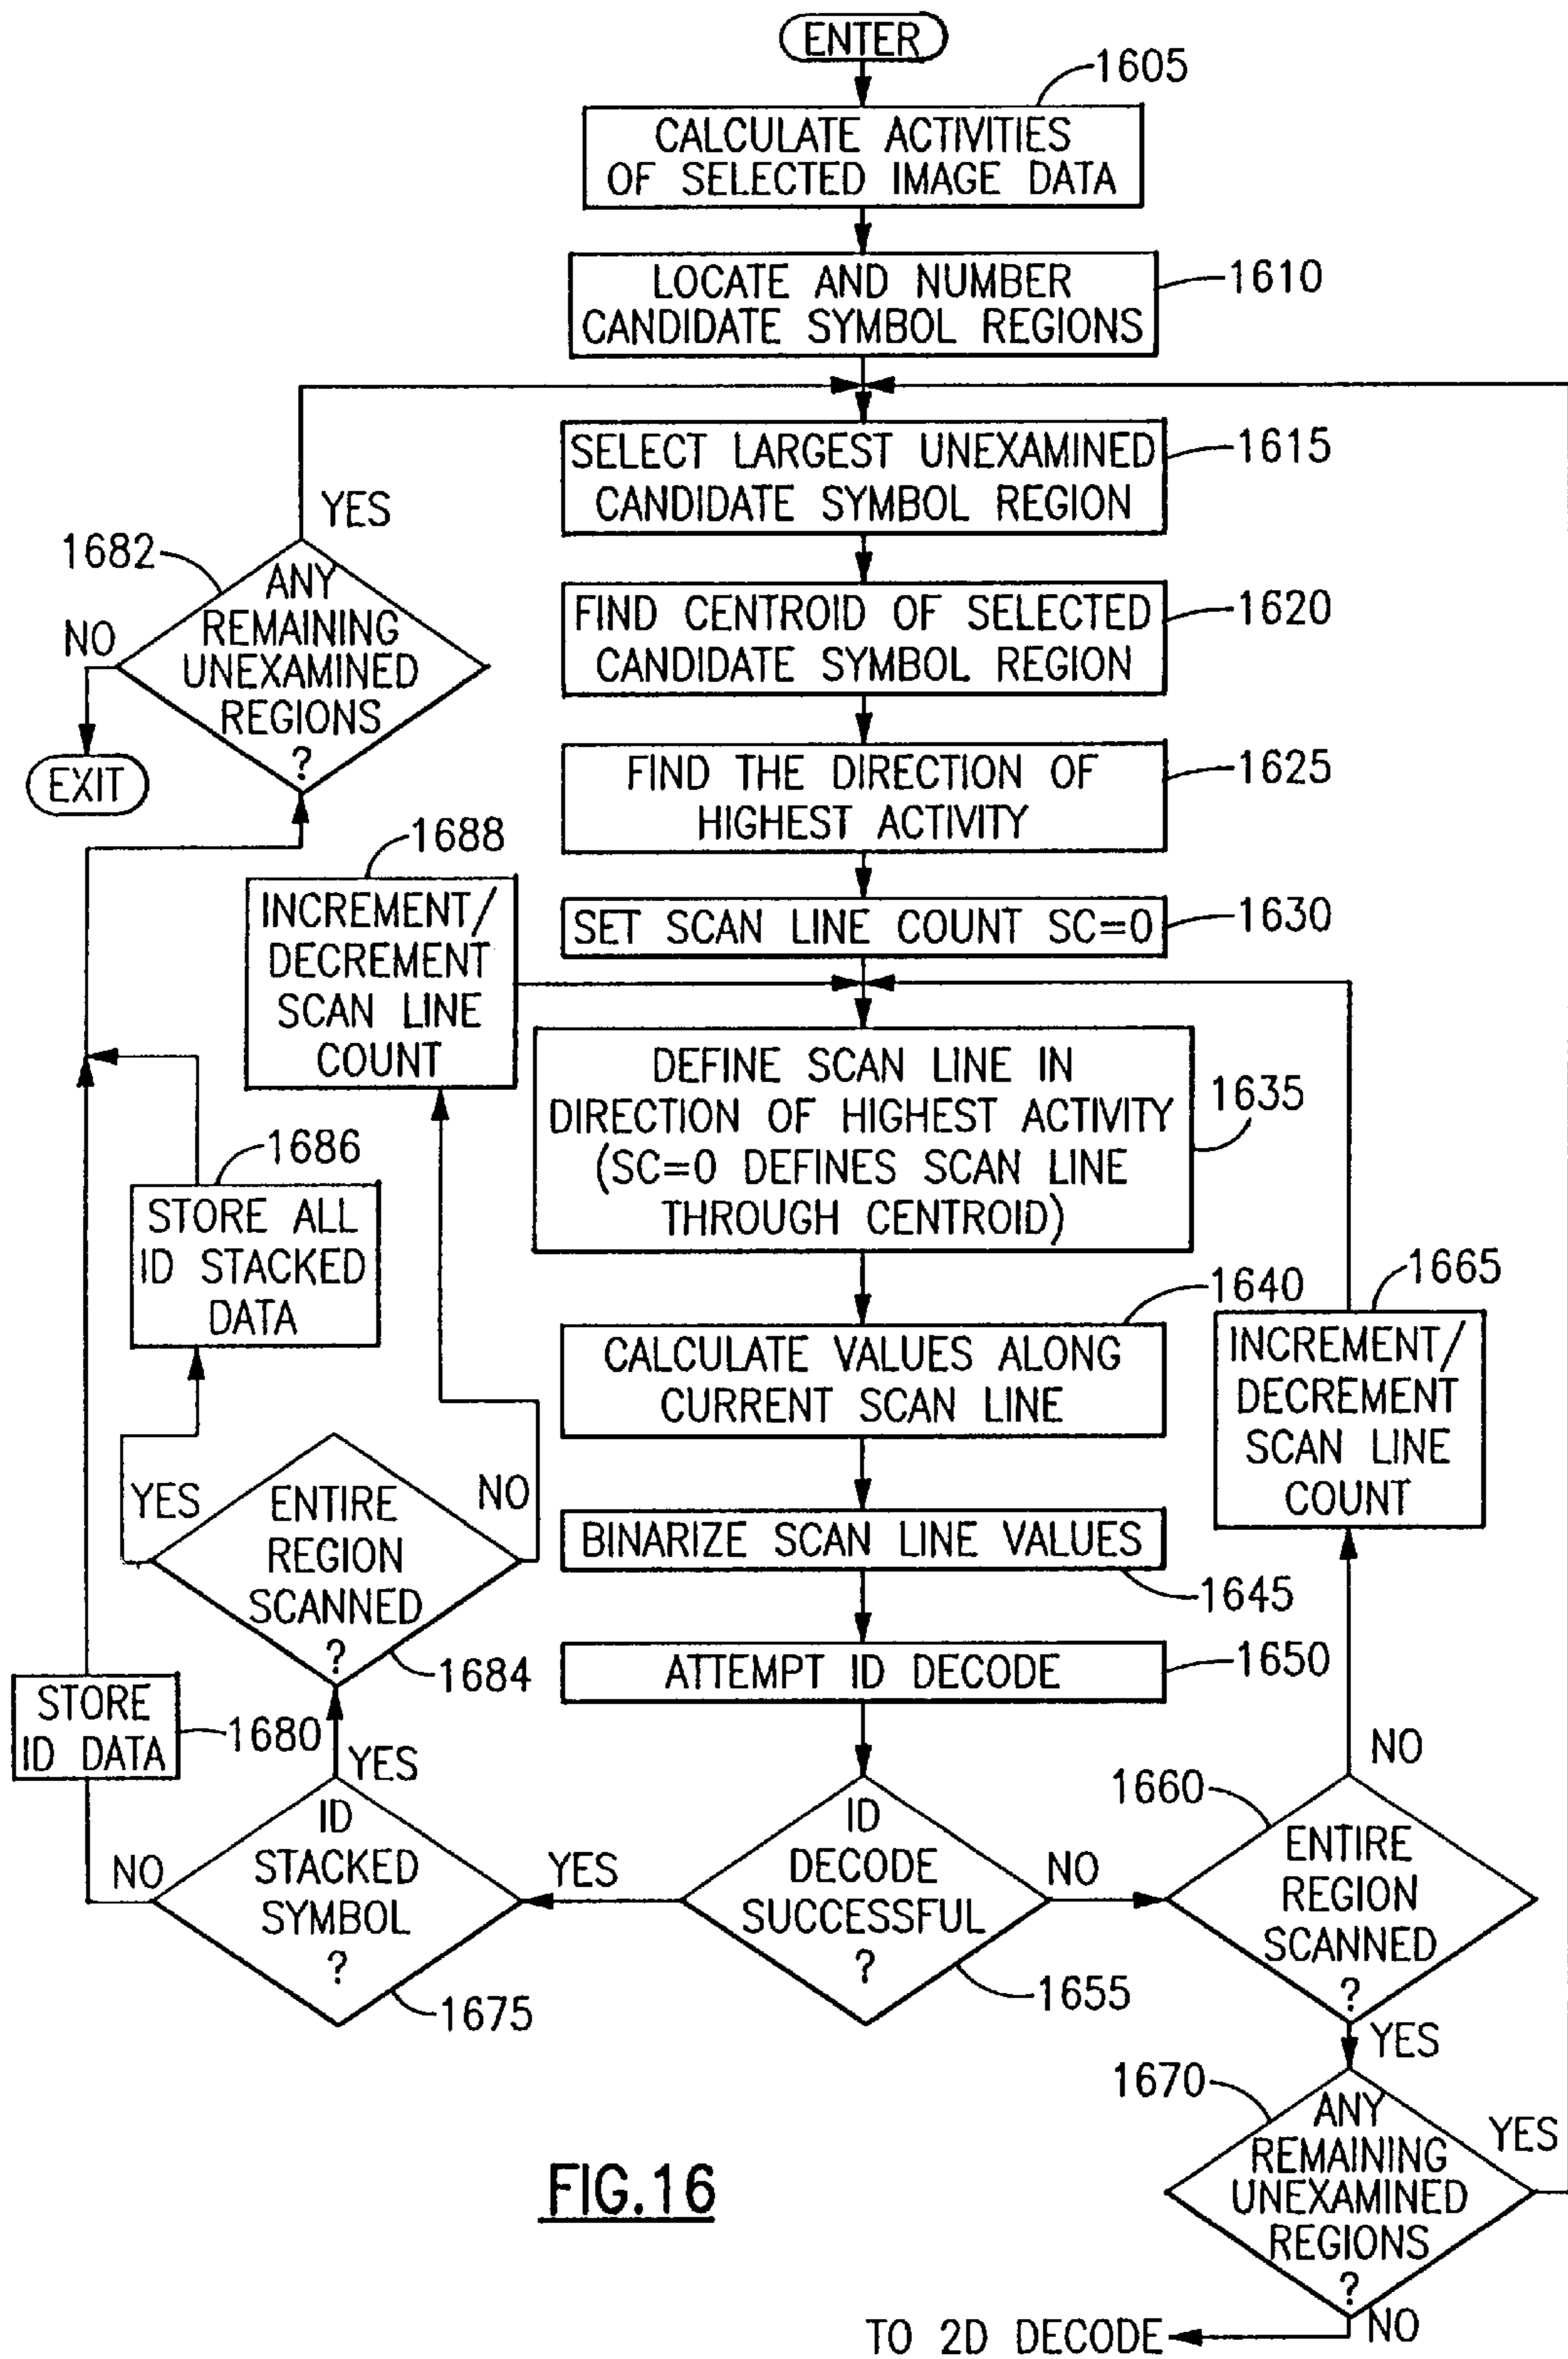 ENTER
1605
CALCULATE ACTIVITIES
OF SELECTED IMAGE DATA
LOCATE AND NUMBER
CANDIDATE SYMBOL REGIONS
1610
SELECT LARGEST UNEXAMINED
CANDIDATE SYMBOL REGION
1615
YES
1682
ANY
REMAINING
UNEXAMINED
REGIONS
?
NO
EXIT
FIND CENTROID OF SELECTED
CANDIDATE SYMBOL REGION
1620
FIND THE DIRECTION OF
HIGHEST ACTIVITY
1625
1688
INCREMENT/
DECREMENT
SCAN LINE
COUNT
SET SCAN LINE COUNT SC=0
1630
DEFINE SCAN LINE IN
DIRECTION OF HIGHEST ACTIVITY
(SC=0 DEFINES SCAN LINE
THROUGH CENTROID)
1635
1686
STORE ALL
ID STACKED
DATA
1640
CALCULATE VALUES ALONG
CURRENT SCAN LINE
1665
INCREMENT/
DECREMENT
SCAN LINE
COUNT
YES
ENTIRE
REGION
SCANNED
?
NO
1684
BINARIZE SCAN LINE VALUES
1645
ATTEMPT ID DECODE
1650
STORE
ID DATA
1680
YES
NO
ID
STACKED
SYMBOL
?
1675
YES
ID
DECODE
SUCCESSFUL
?
1655
NO
1660
NO
ENTIRE
REGION
SCANNED
?
YES
1670
ANY
REMAINING
UNEXAMINED
REGIONS
?
YES
NO
TO 2D DECODE
FIG.16